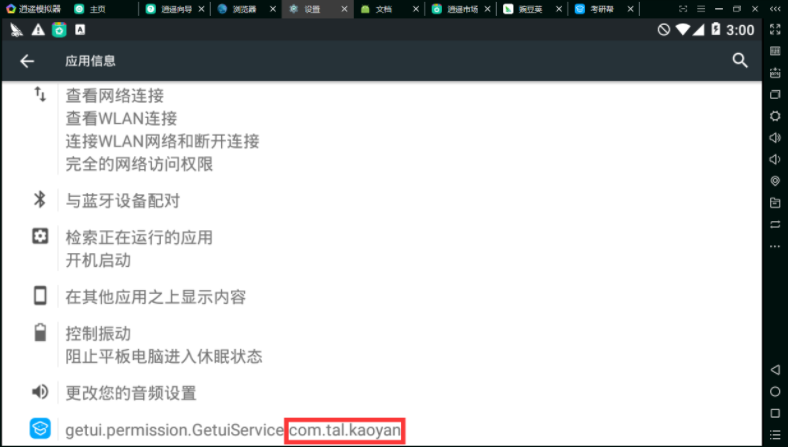 逍遥模拟器 主页 逍遥向导 浏览器 设置 文档 逍遥市场 豌豆荚 考研帮
A 3:00
应用信息
查看网络连接
查看WLAN连接
连接WLAN网络和断开连接
完全的网络访问权限
与蓝牙设备配对
检索正在运行的应用
开机启动
在其他应用之上显示内容
控制振动
阻止平板电脑进入休眠状态
更改您的音频设置
getui.permission.GetuiService.com.tal.kaoyan